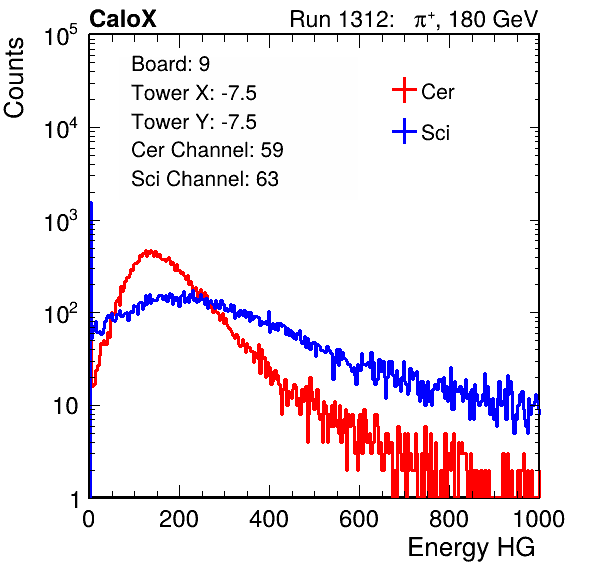 CaloX
Run 1312: π⁺, 180 GeV
Counts
10⁵
10⁴
10³
10²
10
1
Board: 9
Tower X: -7.5
Tower Y: -7.5
Cer Channel: 59
Sci Channel: 63
Cer
Sci
0 200 400 600 800 1000
Energy HG